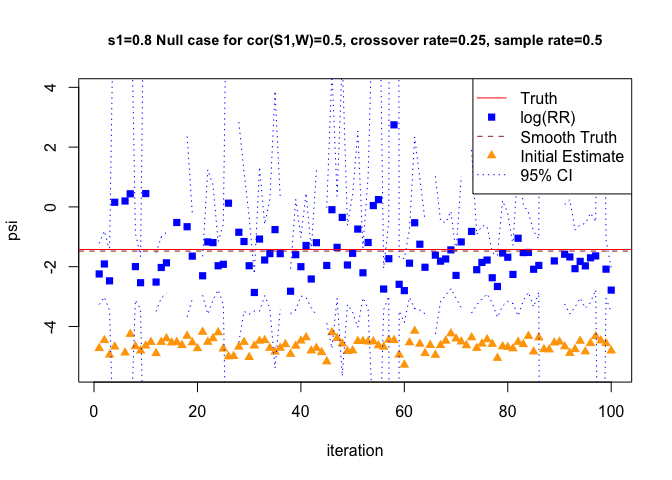 s1=0.8 Null case for cor(S1,W)=0.5, crossover rate=0.25, sample rate=0.5
Truth
log(RR)
Smooth Truth
Initial Estimate
95% CI
4
2
0
-2
-4
psi
0
20
40
60
80
100
iteration